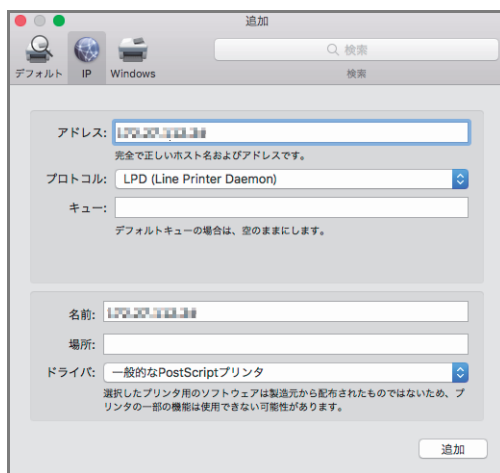 追加
デフォルト IP Windows
検索
検索
アドレス:
完全で正しいホスト名およびアドレスです。
プロトコル: LPD (Line Printer Daemon)
キュー:
デフォルトキューの場合は、空のままにします。
名前:
場所:
ドライバ: 一般的なPostScriptプリンタ
選択したプリンタ用のソフトウェアは製造元から配布されたものではないため、プ
リンタの一部の機能は使用できない可能性があります。
追加